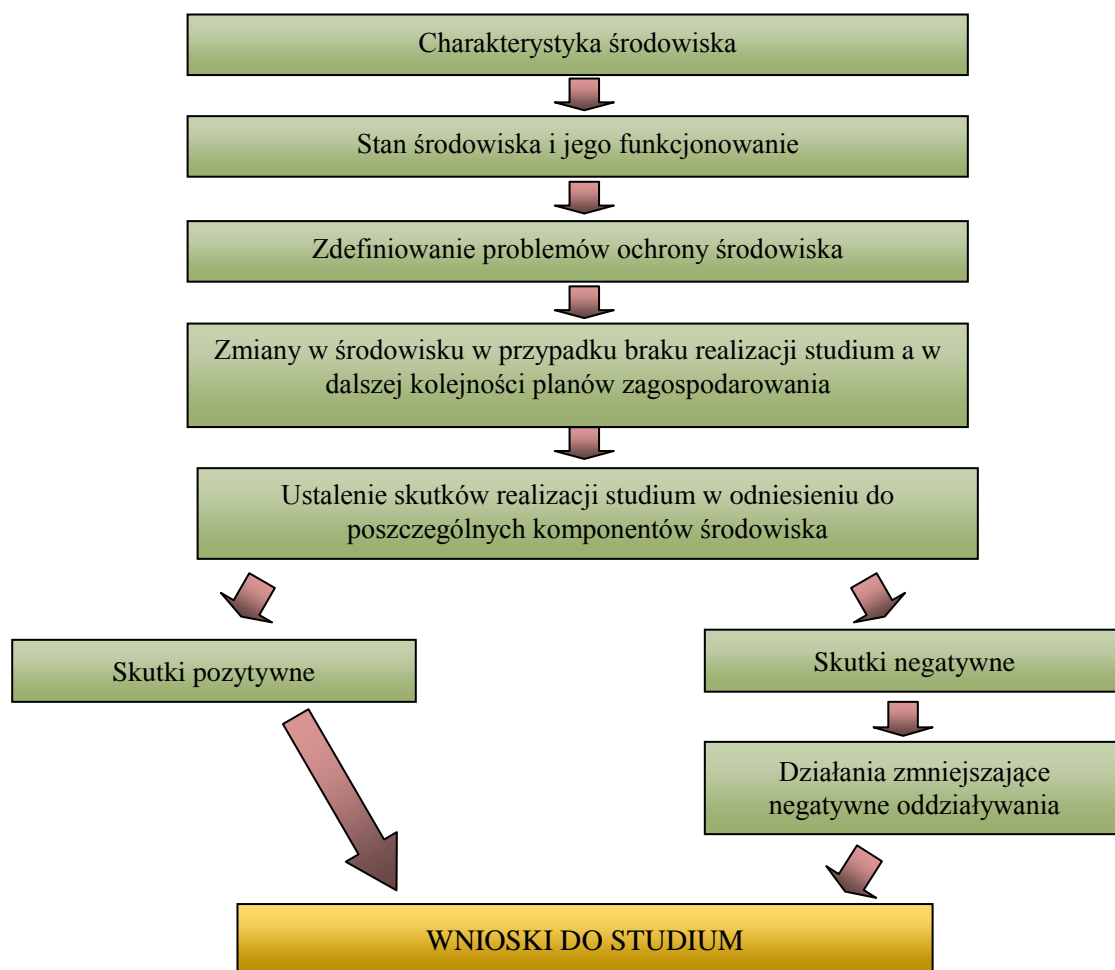 Charakterystyka środowiska
Stan środowiska i jego funkcjonowanie
Zdefiniowanie problemów ochrony środowiska
Zmiany w środowisku w przypadku braku realizacji studium a w
dalszej kolejności planów zagospodarowania
Ustalenie skutków realizacji studium w odniesieniu do
poszczególnych komponentów środowiska
Skutki pozytywne
Skutki negatywne
Działania zmniejszające
negatywne oddziaływania
WNIOSKI DO STUDIUM